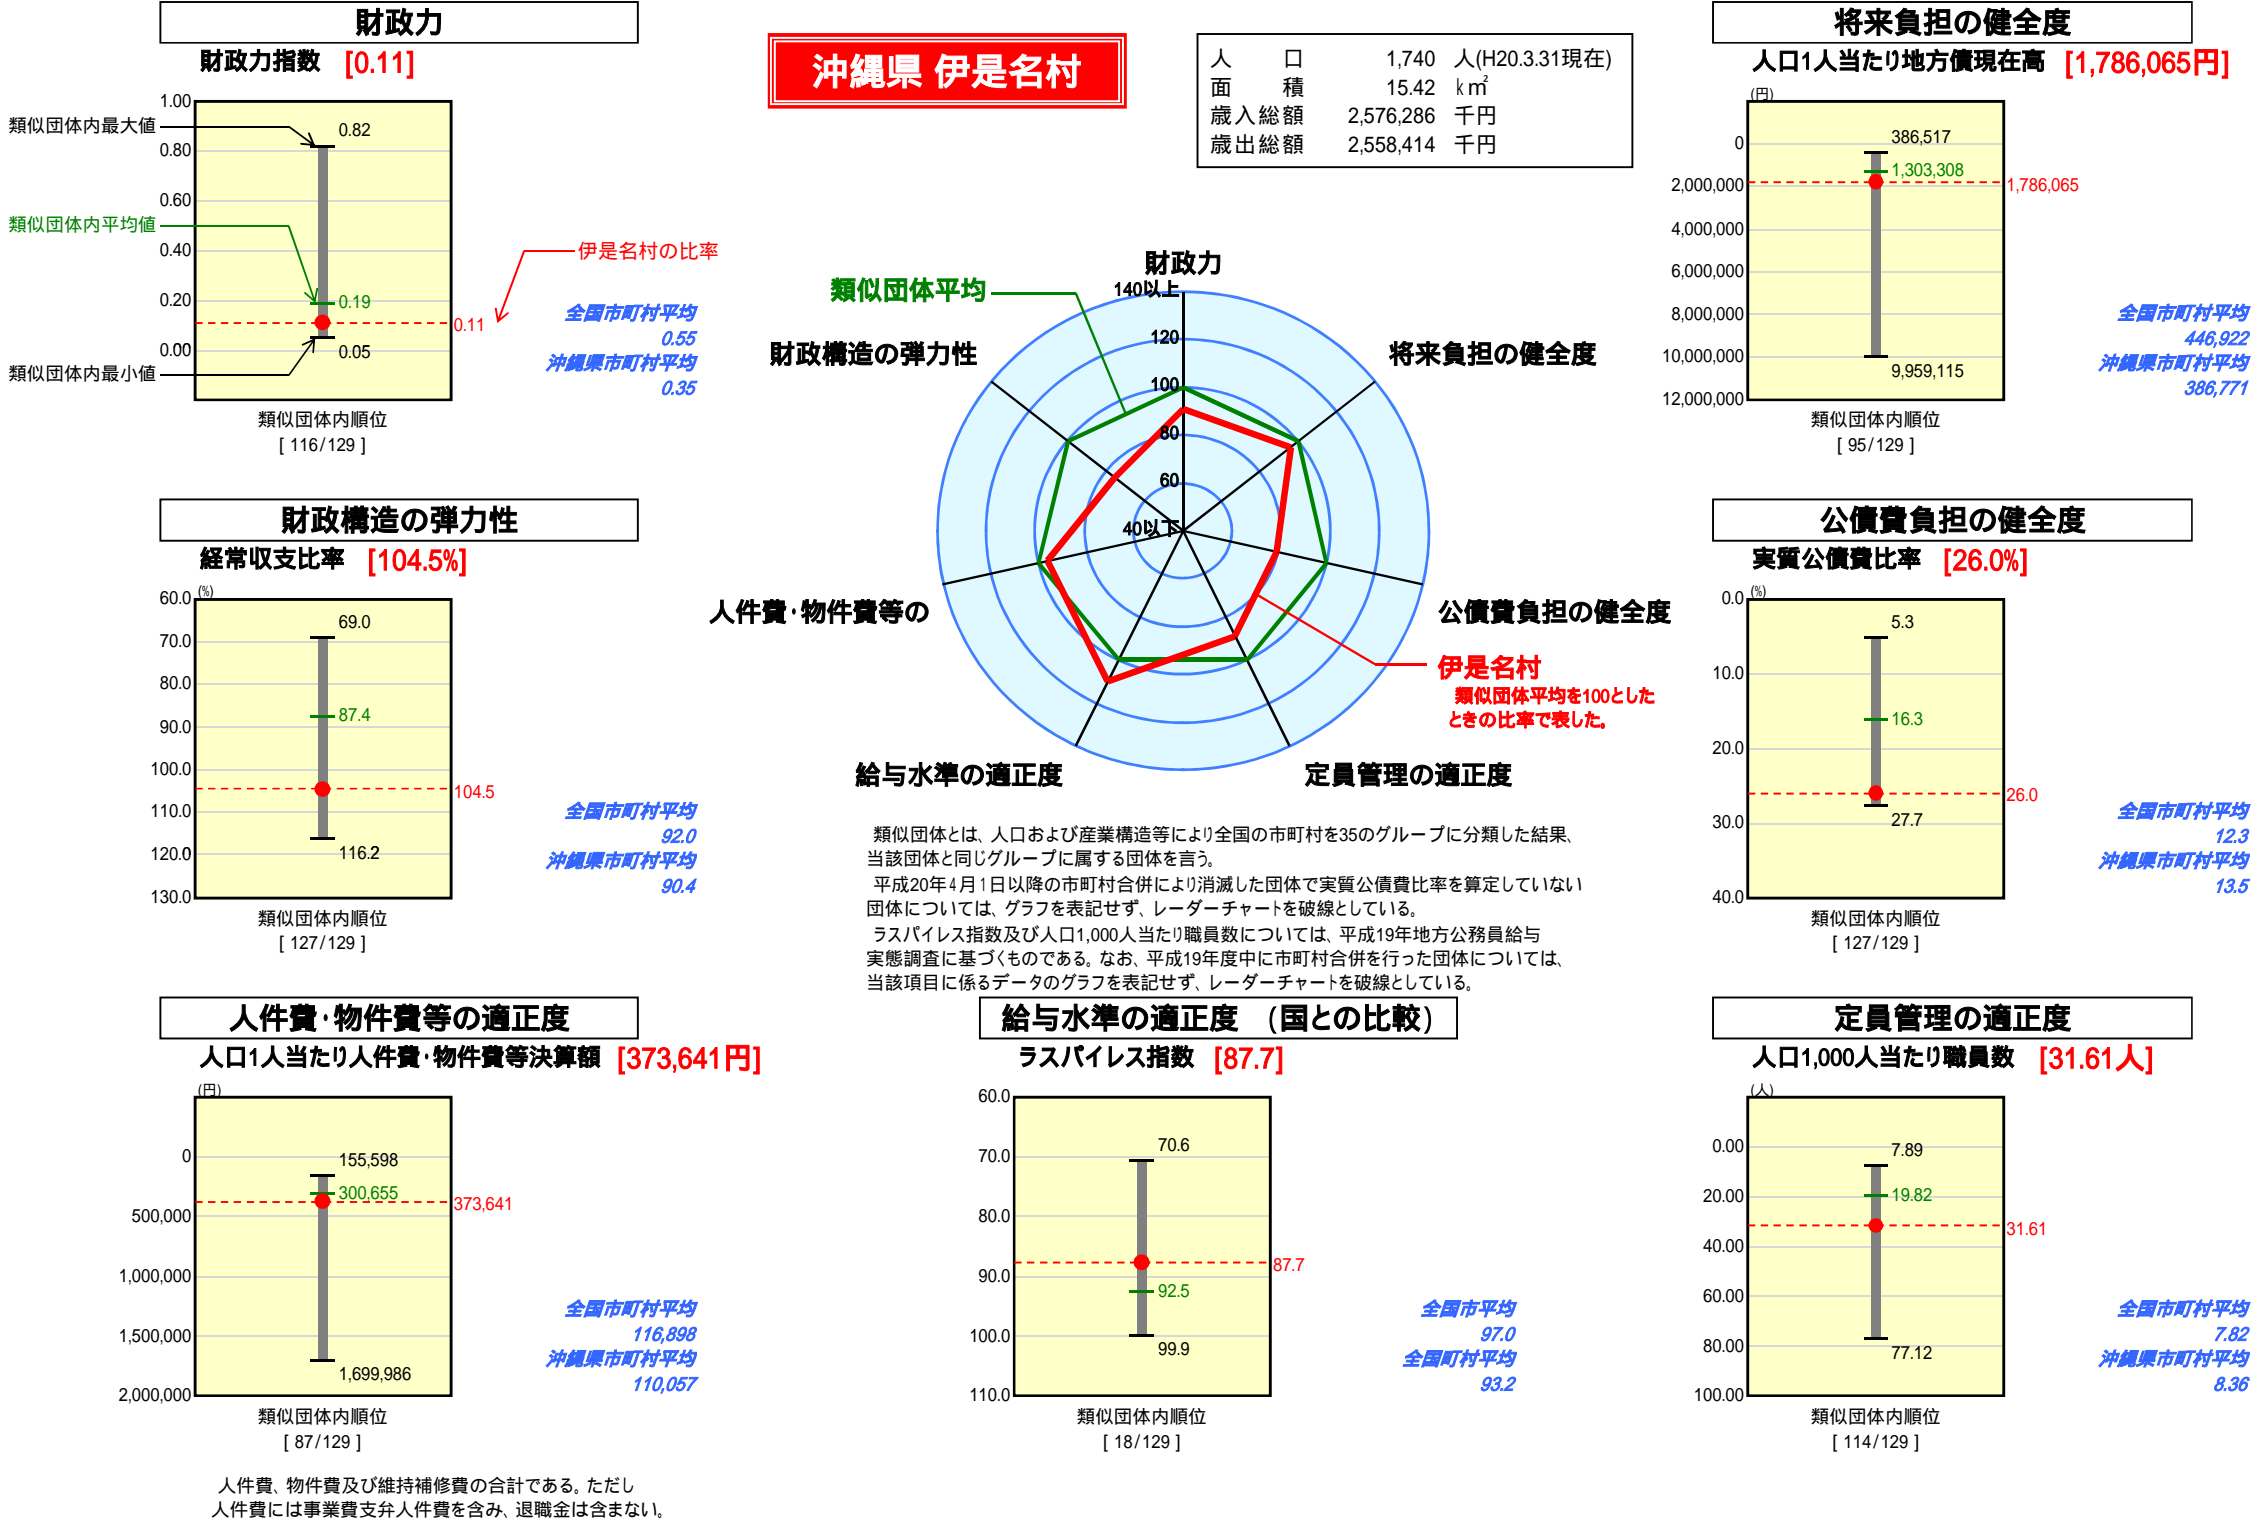 財政力
財政力指数 [0.11]
1.00
0.80
0.60
0.40
0.20
0.00
類似団体内最大値
類似団体内平均値
類似団体内最小値
0.82
0.19
0.05
0.11
伊是名村の比率
全国市町村平均
0.55
沖縄県市町村平均
0.35
類似団体内順位
[ 116/129 ]
沖縄県 伊是名村
人 口 1,740 人(H20.3.31現在)
面 積 15.42 k㎡
歳入総額 2,576,286 千円
歳出総額 2,558,414 千円
将来負担の健全度
人口1人当たり地方債現在高 [1,786,065円]
(円)
0
2,000,000
4,000,000
6,000,000
8,000,000
10,000,000
12,000,000
386,517
1,303,308
1,786,065
9,959,115
全国市町村平均
446,922
沖縄県市町村平均
386,771
類似団体内順位
[ 95/129 ]
財政力
類似団体平均
140以上
120
100
80
60
40以下
財政構造の弾力性
将来負担の健全度
人件費・物件費等の
公債費負担の健全度
給与水準の適正度
定員管理の適正度
伊是名村
類似団体平均を100とした
ときの比率で表した。
財政構造の弾力性
経常収支比率 [104.5%]
(%)
60.0
70.0
80.0
90.0
100.0
110.0
120.0
130.0
69.0
87.4
104.5
116.2
全国市町村平均
92.0
沖縄県市町村平均
90.4
類似団体内順位
[ 127/129 ]
類似団体とは、人口および産業構造等により全国の市町村を35のグループに分類した結果、
当該団体と同じグループに属する団体を言う。
平成20年4月1日以降の市町村合併により消滅した団体で実質公債費比率を算定していない
団体については、グラフを表記せず、レーダーチャートを破線としている。
ラスパイレス指数及び人口1,000人当たり職員数については、平成19年地方公務員給与
実態調査に基づくものである。なお、平成19年度中に市町村合併を行った団体については、
当該項目に係るデータのグラフを表記せず、レーダーチャートを破線としている。
公債費負担の健全度
実質公債費比率 [26.0%]
(%)
0.0
10.0
20.0
30.0
40.0
5.3
16.3
26.0
27.7
全国市町村平均
12.3
沖縄県市町村平均
13.5
類似団体内順位
[ 127/129 ]
人件費・物件費等の適正度
人口1人当たり人件費・物件費等決算額 [373,641円]
(円)
0
500,000
1,000,000
1,500,000
2,000,000
155,598
300,655
373,641
1,699,986
全国市町村平均
116,898
沖縄県市町村平均
110,057
類似団体内順位
[ 87/129 ]
人件費、物件費及び維持補修費の合計である。ただし
人件費には事業費支弁人件費を含み、退職金は含まない。
給与水準の適正度 (国との比較)
ラスパイレス指数 [87.7]
60.0
70.0
80.0
90.0
100.0
110.0
70.6
87.7
92.5
99.9
全国市平均
97.0
全国町村平均
93.2
類似団体内順位
[ 18/129 ]
定員管理の適正度
人口1,000人当たり職員数 [31.61人]
(人)
0.00
20.00
40.00
60.00
80.00
100.00
7.89
19.82
31.61
77.12
全国市町村平均
7.82
沖縄県市町村平均
8.36
類似団体内順位
[ 114/129 ]